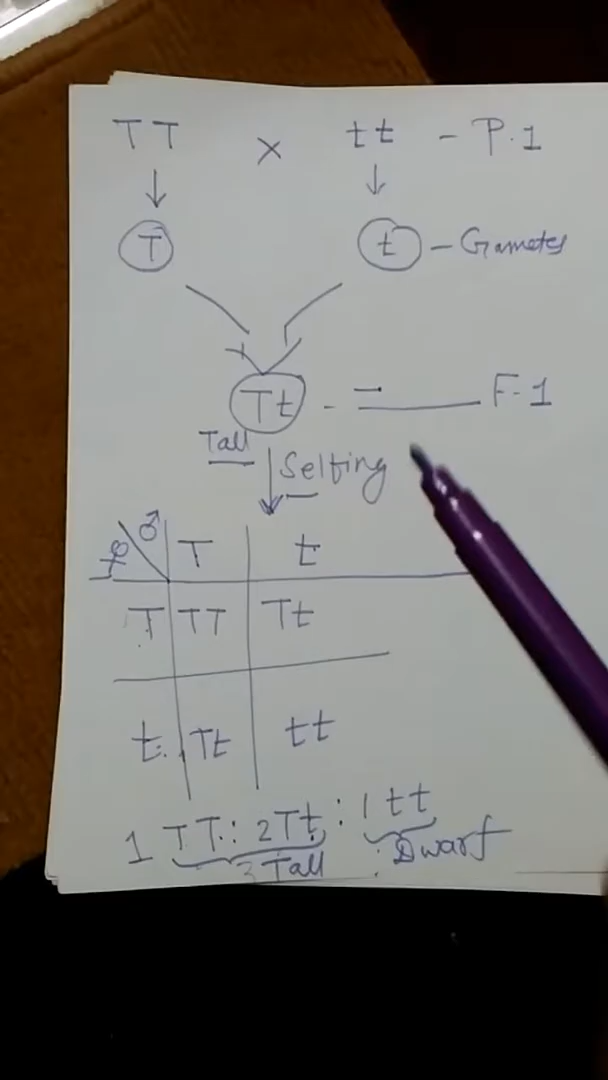 TT × tt - P.1
T t - Gametes
Tt - F-1
Tall
Selfing
♀ ♂ T t
T TT Tt
t Tt tt
1 TT : 2Tt : 1 tt
3 Tall : Dwarf